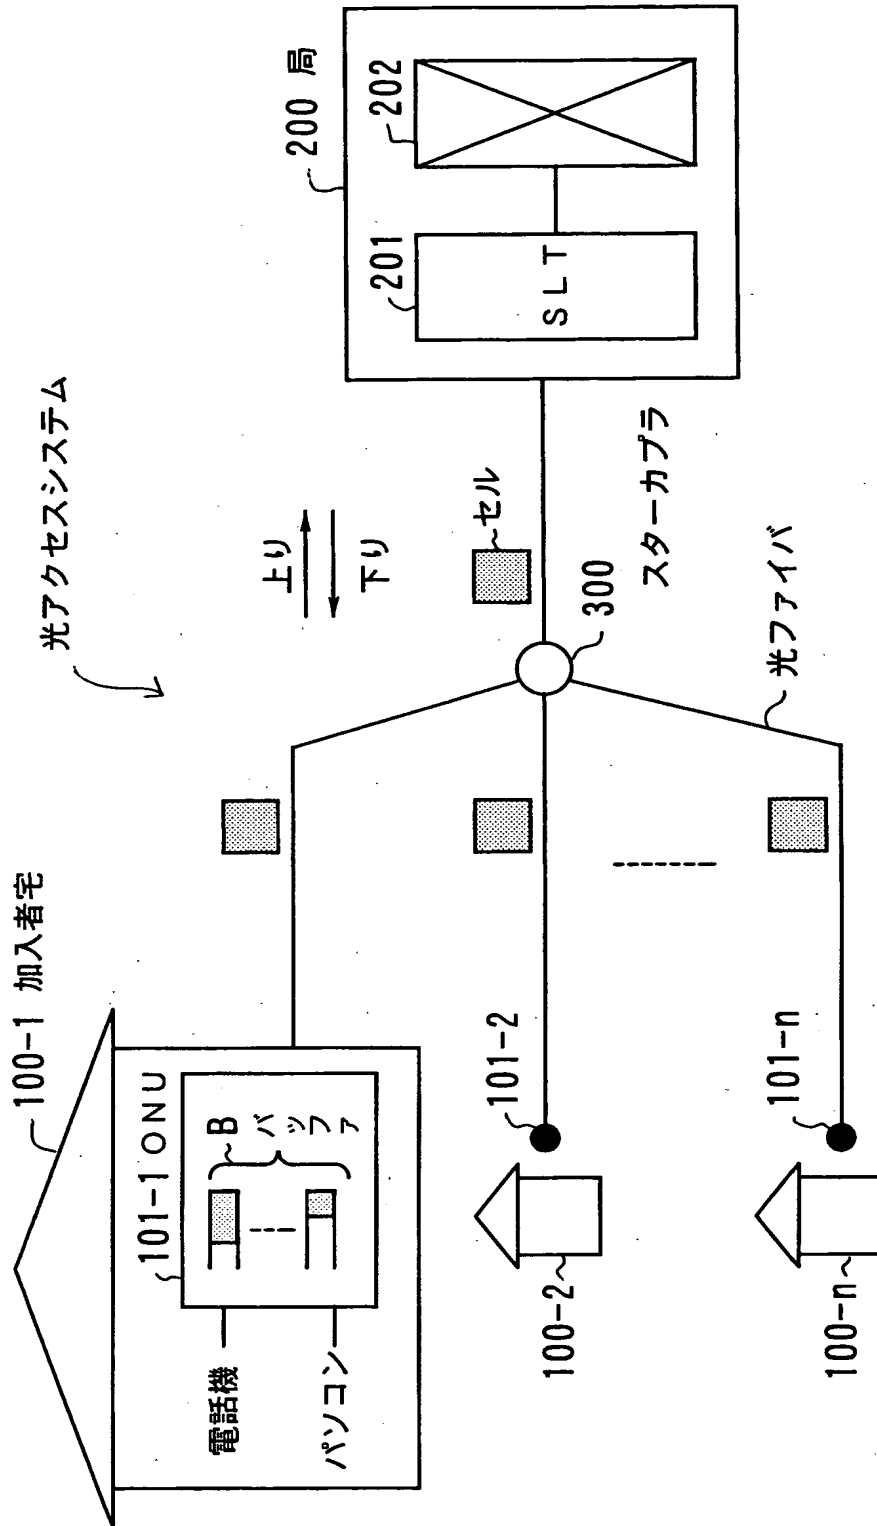 光アクセスシステム
100-1 加入者宅
101-1 ONU
B
バッファ
電話機
パソコン
上り
下り
セル
200 局
201
202
SLT
300
スターカプラ
光ファイバ
101-2
100-2
101-n
100-n